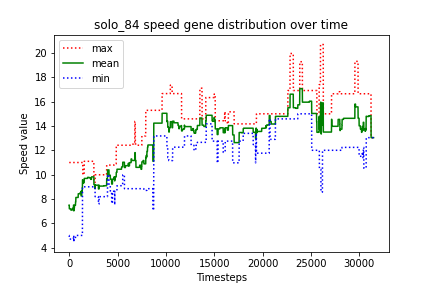 solo_84 speed gene distribution over time
max
mean
min
Speed value
20
18
16
14
12
10
8
6
4
0
5000
10000
15000
20000
25000
30000
Timesteps